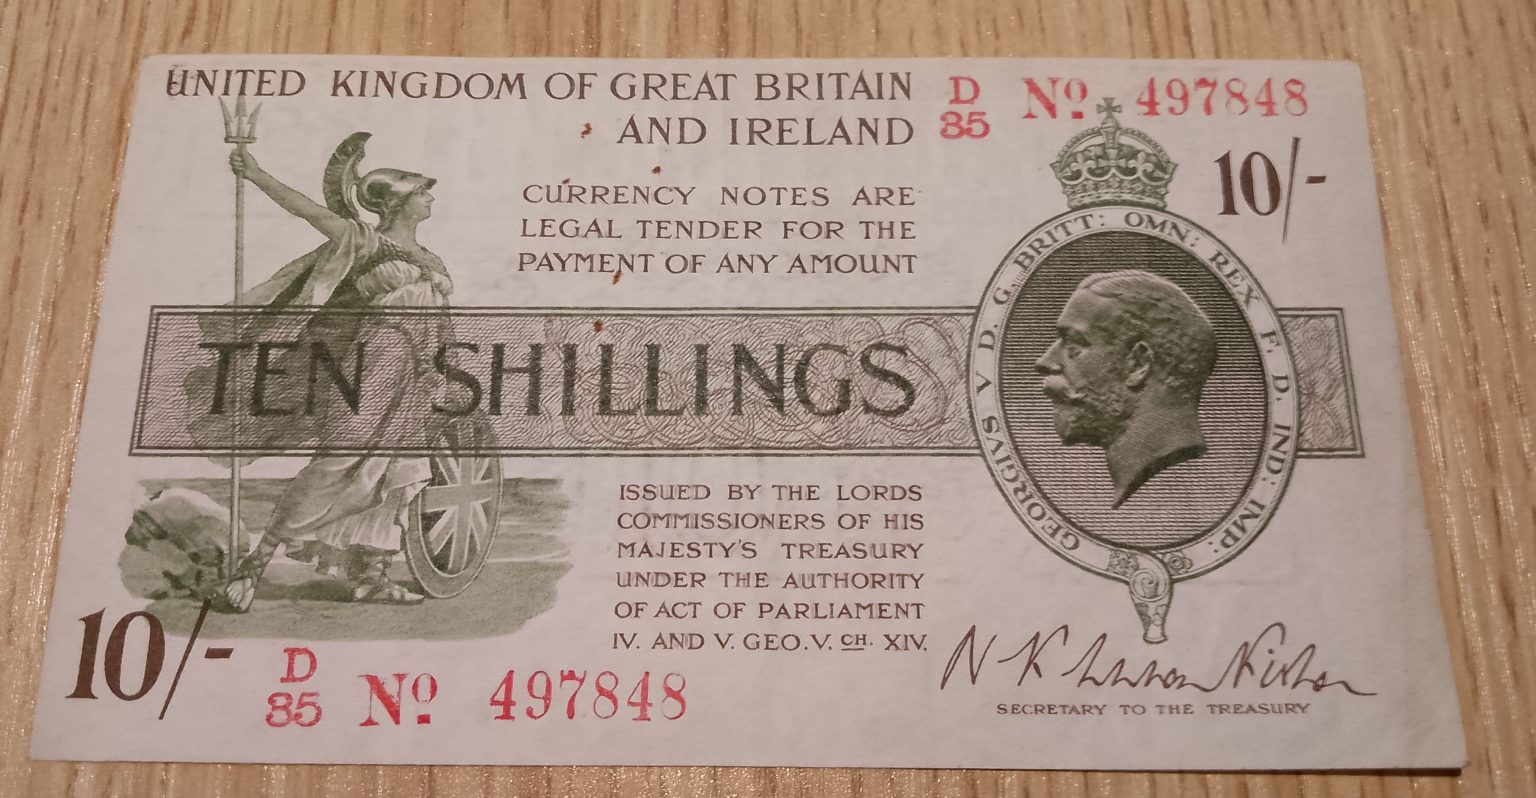 UNITED KINGDOM OF GREAT BRITAIN
AND IRELAND
D
35 Nº 497848
10/-
CURRENCY NOTES ARE
LEGAL TENDER FOR THE
PAYMENT OF ANY AMOUNT
TEN SHILLINGS
GEORGIVS V D. G. BRITT: OMN: REX F. D. IND: IMP:
ISSUED BY THE LORDS
COMMISSIONERS OF HIS
MAJESTY'S TREASURY
UNDER THE AUTHORITY
OF ACT OF PARLIAMENT
IV. AND V. GEO.V. CH. XIV.
10/-
D
85 Nº 497848
N K Warren Fisher
SECRETARY TO THE TREASURY